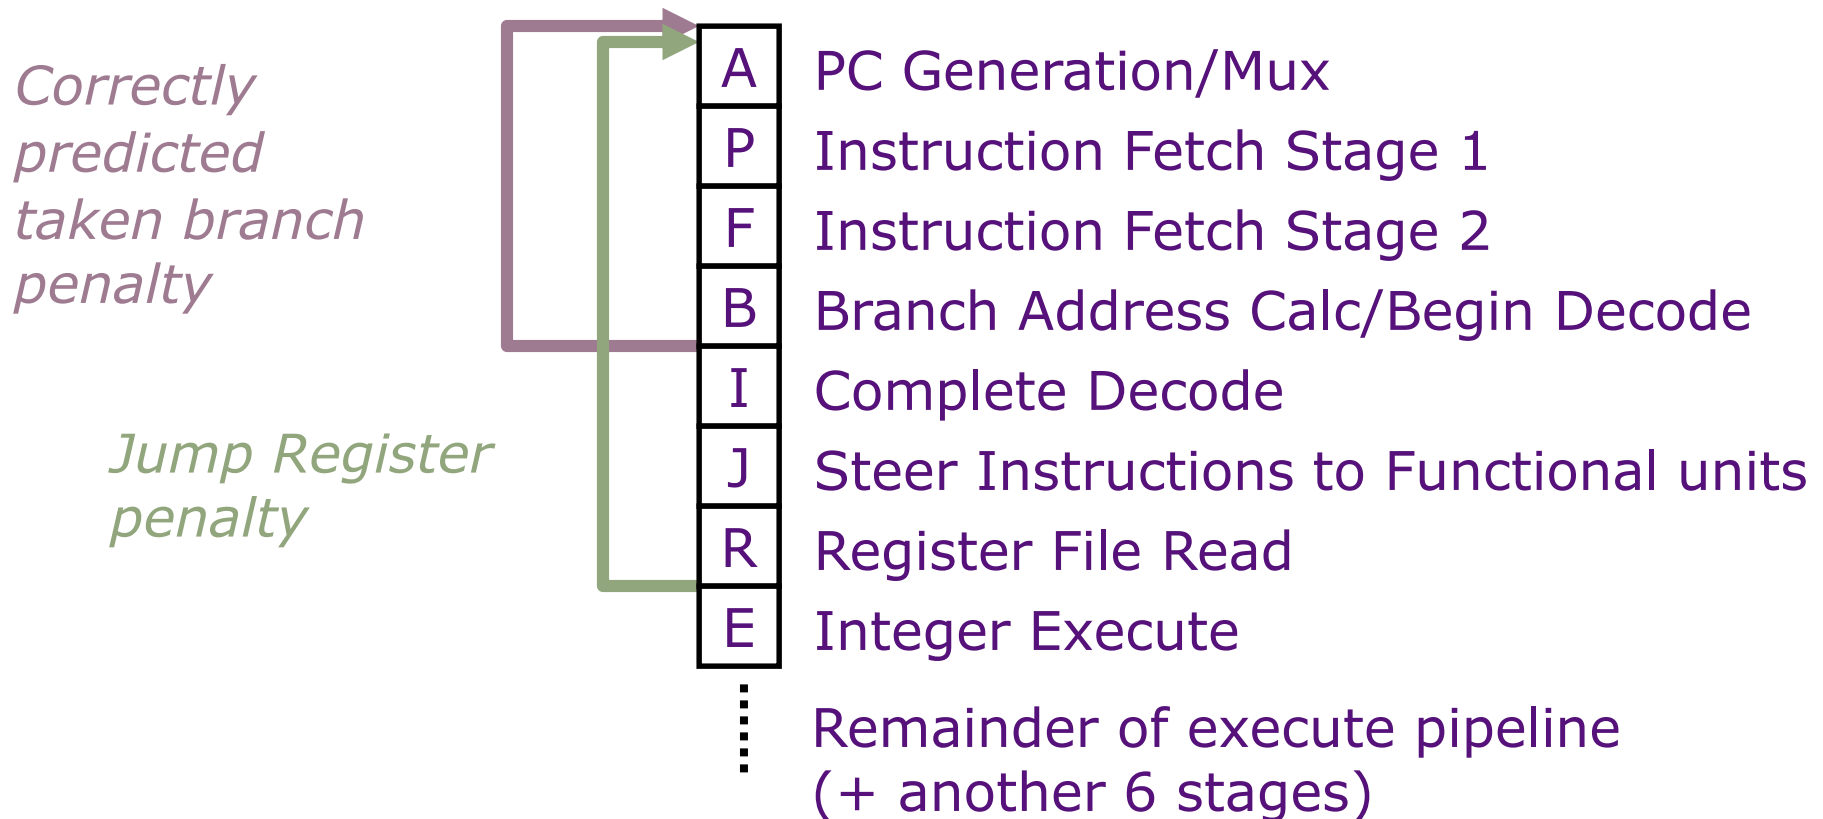 Correctly
predicted
taken branch
penalty
Jump Register
penalty
A PC Generation/Mux
P Instruction Fetch Stage 1
F Instruction Fetch Stage 2
B Branch Address Calc/Begin Decode
I Complete Decode
J Steer Instructions to Functional units
R Register File Read
E Integer Execute
Remainder of execute pipeline
(+ another 6 stages)